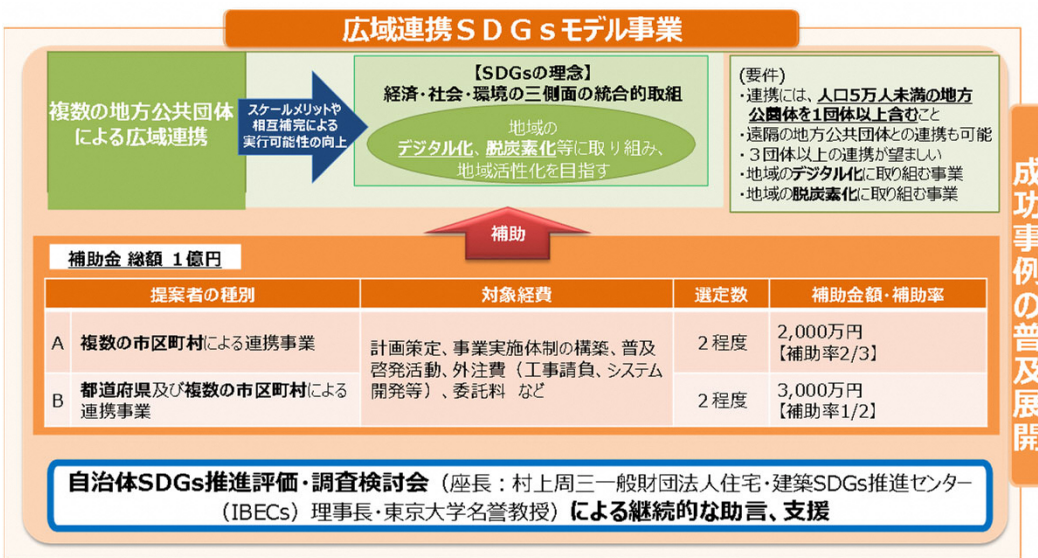 広域連携SDGsモデル事業
複数の地方公共団体
による広域連携
スケールメリットや
相互補完による
実行可能性の向上
【SDGsの理念】
経済・社会・環境の三側面の統合的取組
地域の
デジタル化、脱炭素化等に取り組み、
地域活性化を目指す
(要件)
・連携には、人口5万人未満の地方
公共団体を1団体以上含むこと
・遠隔の地方公共団体との連携も可能
・3団体以上の連携が望ましい
・地域のデジタル化に取り組む事業
・地域の脱炭素化に取り組む事業
補助
補助金 総額 1億円
提案者の種別 対象経費 選定数 補助金額・補助率
A 複数の市区町村による連携事業
計画策定、事業実施体制の構築、普及
啓発活動、外注費（工事請負、システム
開発等）、委託料 など
2程度
2,000万円
【補助率2/3】
B 都道府県及び複数の市区町村による
連携事業
2程度
3,000万円
【補助率1/2】
自治体SDGs推進評価・調査検討会（座長：村上周三一般財団法人住宅・建築SDGs推進センター
（IBECs）理事長・東京大学名誉教授）による継続的な助言、支援
成功事例の普及展開